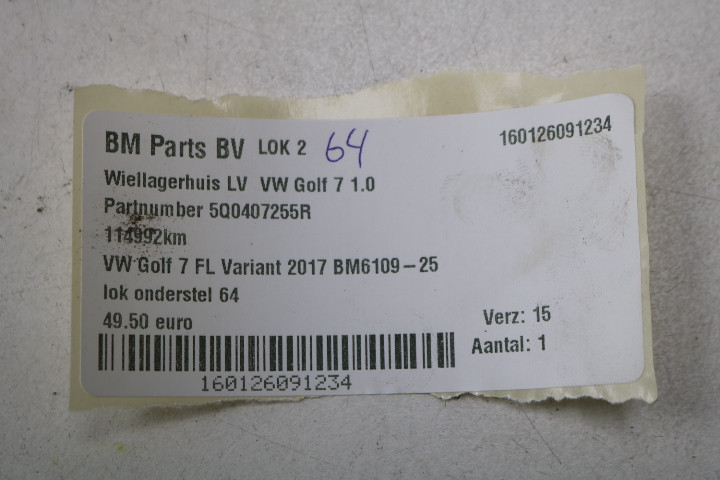 BM Parts BV LOK 2 64 160126091234
Wiellagerhuis LV VW Golf 7 1.0
Partnumber 5Q0407255R
114992km
VW Golf 7 FL Variant 2017 BM6109-25
lok onderstel 64
49.50 euro Verz: 15
Aantal: 1
160126091234